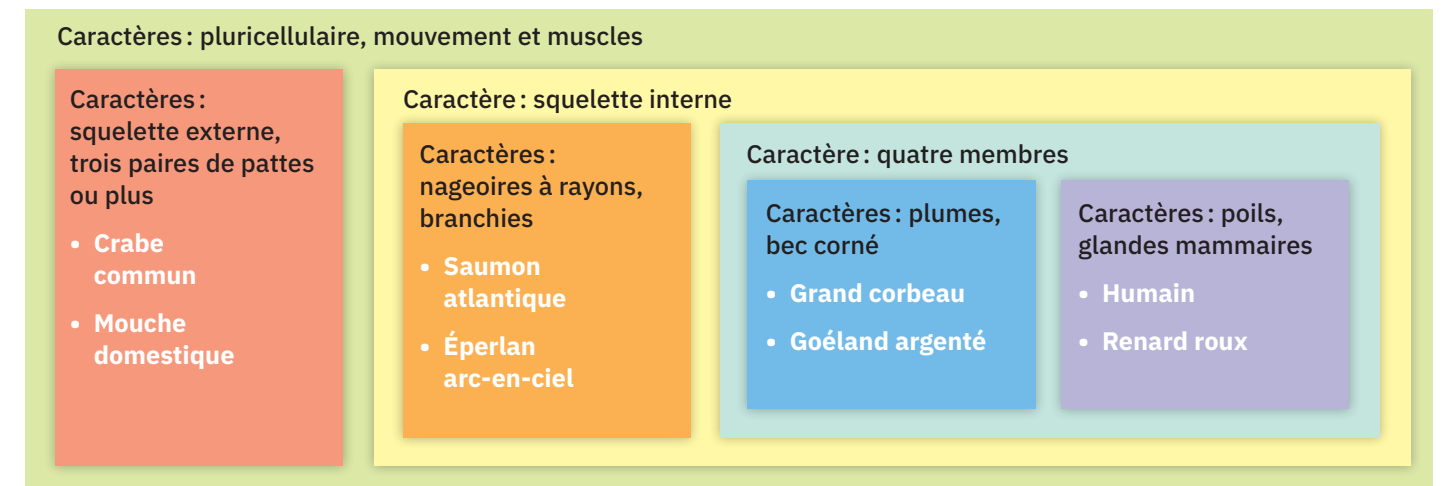 Caractères : pluricellulaire, mouvement et muscles
Caractères :
squelette externe,
trois paires de pattes
ou plus
• Crabe
commun
• Mouche
domestique
Caractère : squelette interne
Caractères :
nageoires à rayons,
branchies
• Saumon
atlantique
• Éperlan
arc-en-ciel
Caractère : quatre membres
Caractères : plumes,
bec corné
• Grand corbeau
• Goéland argenté
Caractères : poils,
glandes mammaires
• Humain
• Renard roux